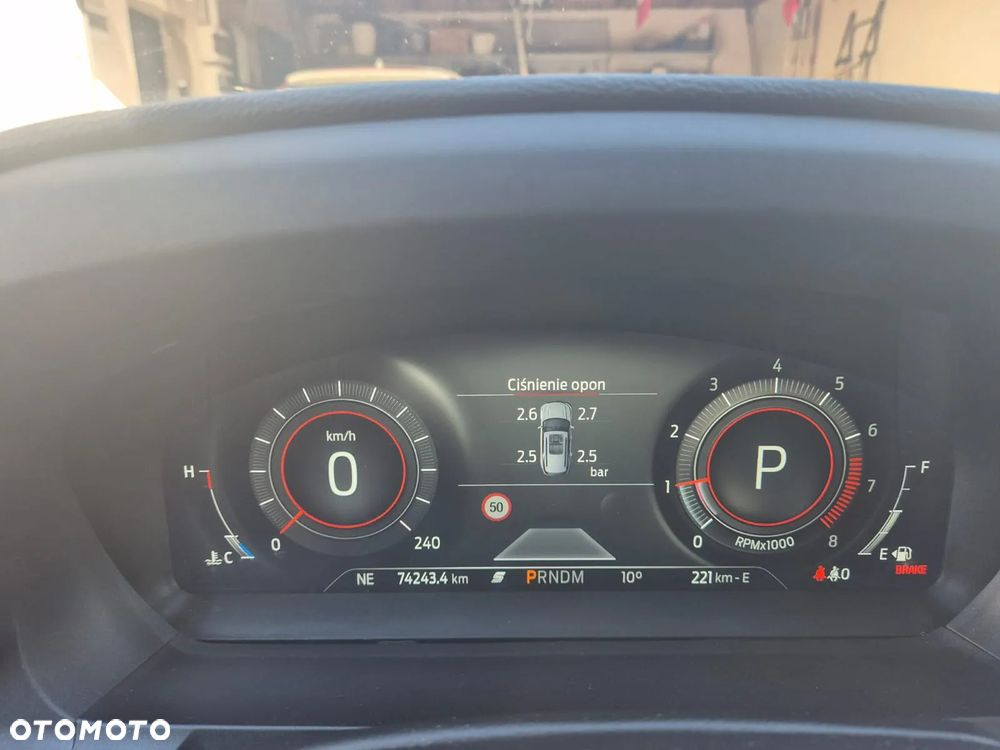 Ciśnienie opon
2.6 2.7
2.5 2.5
bar
km/h
0
0 240
H
C
50
P
0 1 2 3 4 5 6 7 8
RPMx1000
F
E
BRAKE
NE 74243.4 km PRNDM 10° 221 km - E 0
OTOMOTO